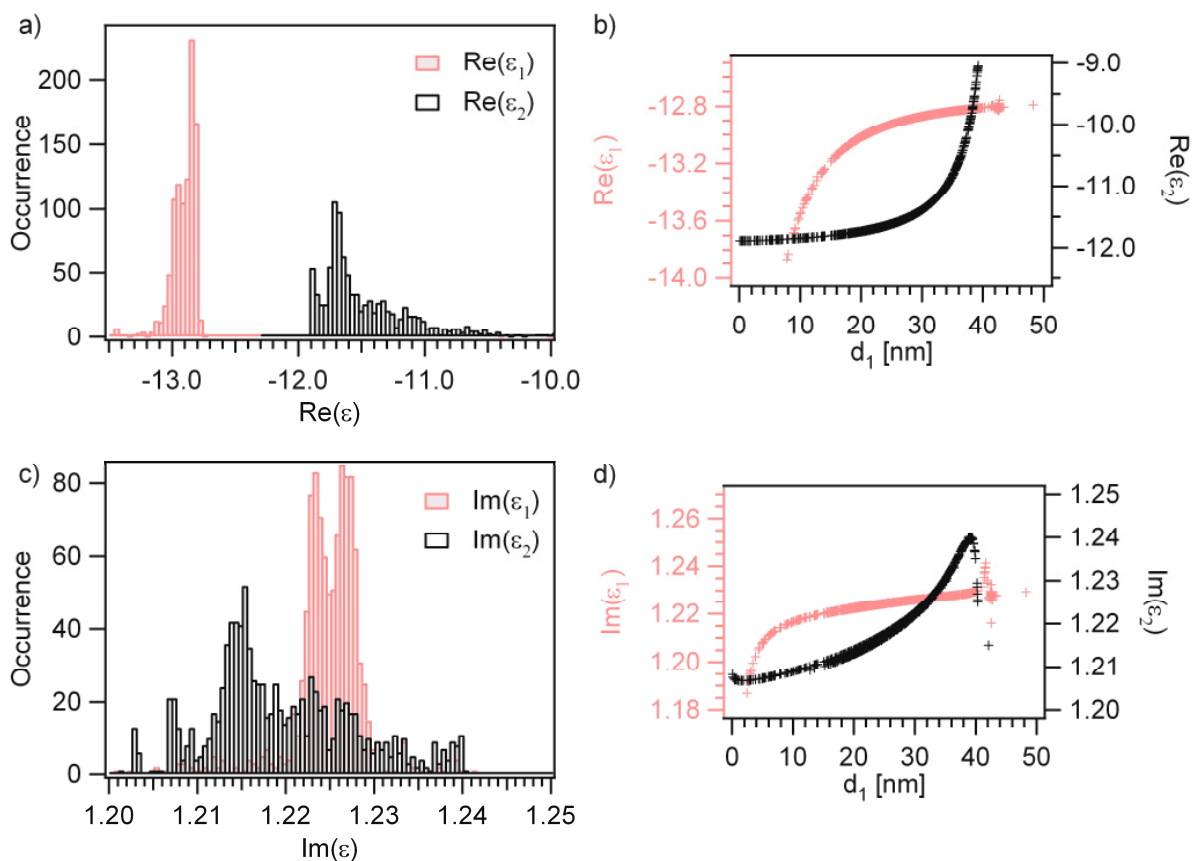 a)
Re(ε₁)
Re(ε₂)
Occurrence
200
150
100
50
0
-13.0
-12.0
-11.0
-10.0
Re(ε)
b)
Re(ε₁)
-12.8
-13.2
-13.6
-14.0
-9.0
-10.0
-11.0
-12.0
Re(ε₂)
0
10
20
30
40
50
d₁ [nm]
c)
Im(ε₁)
Im(ε₂)
Occurrence
80
60
40
20
0
1.20
1.21
1.22
1.23
1.24
1.25
Im(ε)
d)
Im(ε₁)
1.26
1.24
1.22
1.20
1.18
1.25
1.24
1.23
1.22
1.21
1.20
Im(ε₂)
0
10
20
30
40
50
d₁ [nm]